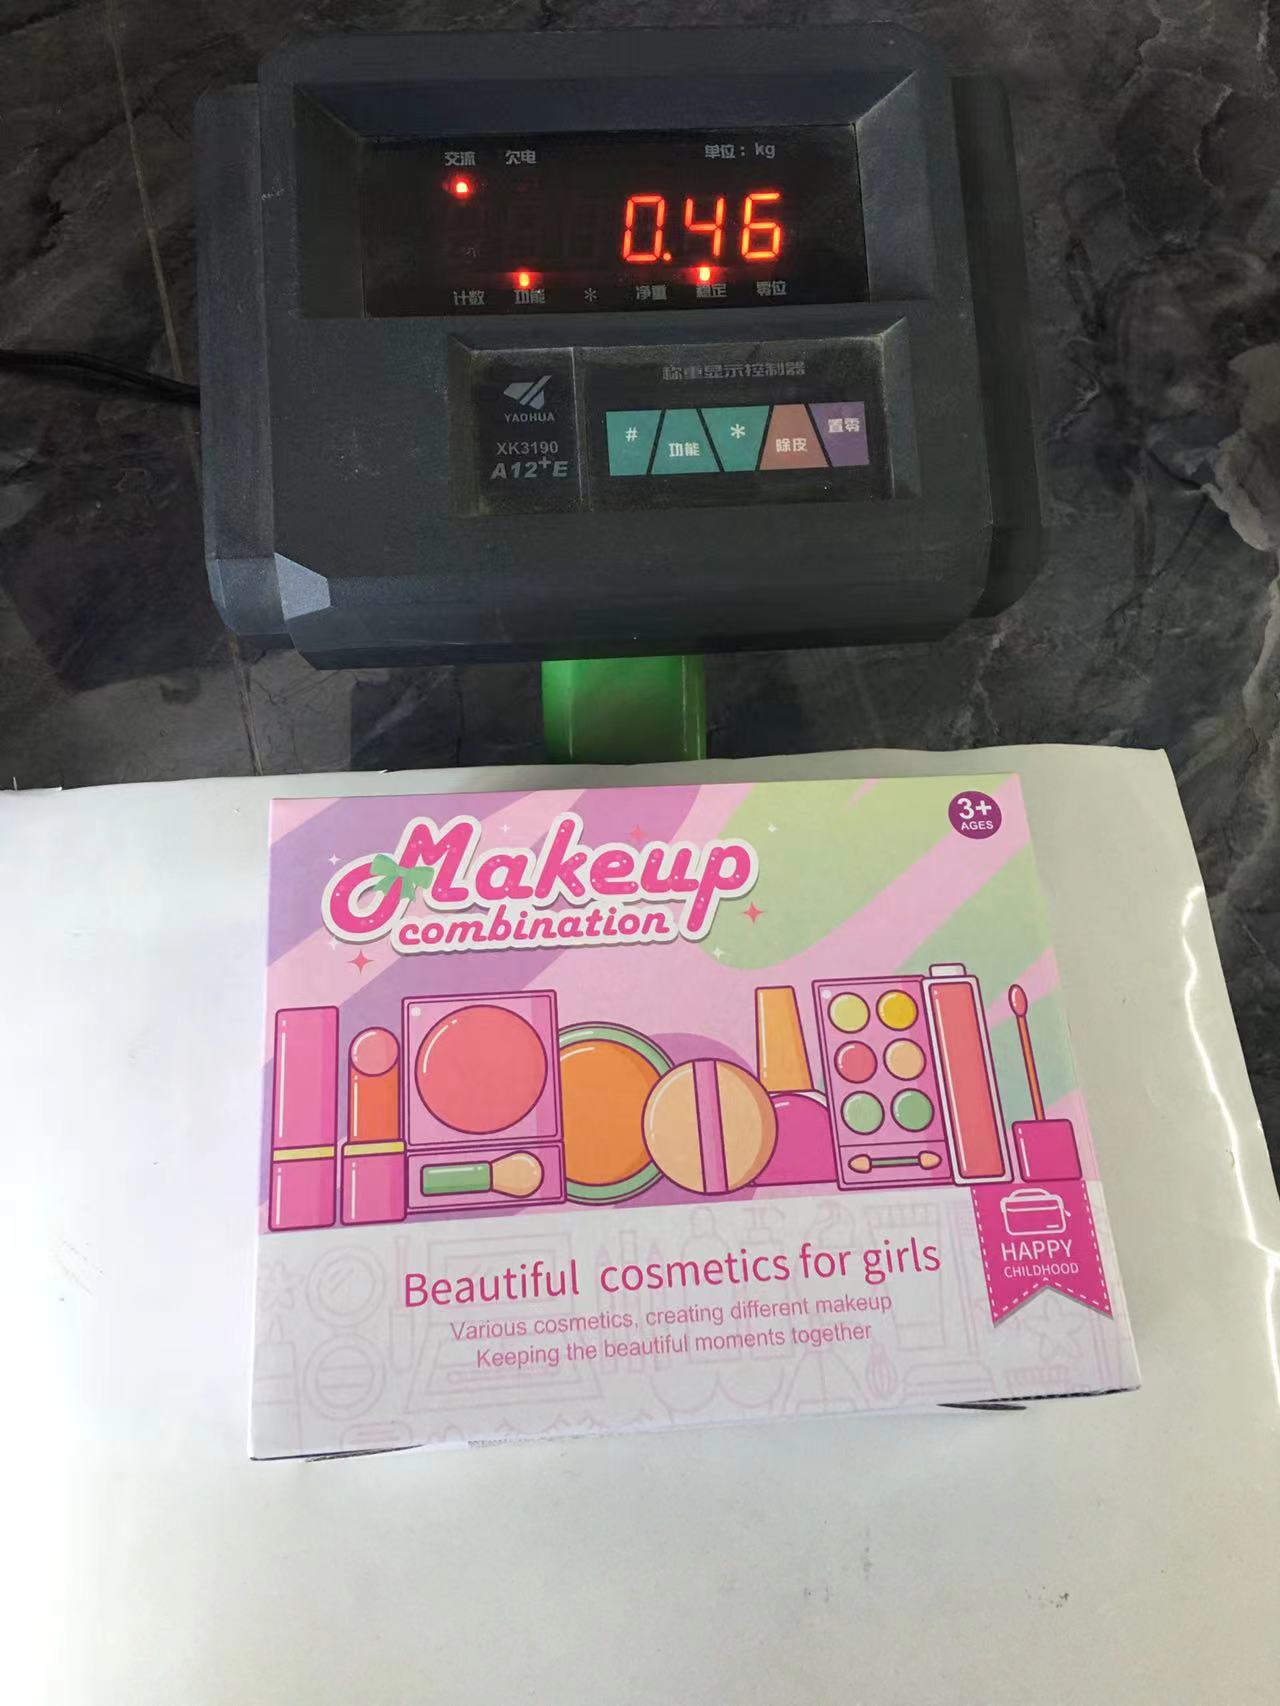 交流 欠电 单位：kg
0.46
计数 功能 * 净重 稳定 零位
称重显示控制器
YAOHUA
XK3190
A12+E
# 功能 * 除皮 置零
3+
AGES
Makeup
combination
Beautiful cosmetics for girls
Various cosmetics, creating different makeup
Keeping the beautiful moments together
HAPPY
CHILDHOOD